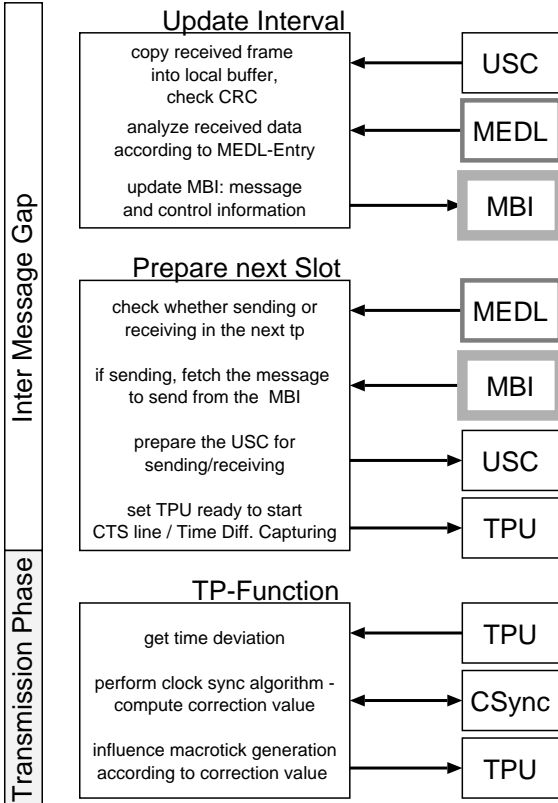 Inter Message Gap
Update Interval
copy received frame
into local buffer,
check CRC
USC
analyze received data
according to MEDL-Entry
MEDL
update MBI: message
and control information
MBI
Prepare next Slot
check whether sending or
receiving in the next tp
MEDL
if sending, fetch the message
to send from the MBI
MBI
prepare the USC for
sending/receiving
USC
set TPU ready to start
CTS line / Time Diff. Capturing
TPU
Transmission Phase
TP-Function
get time deviation
TPU
perform clock sync algorithm -
compute correction value
CSync
influence macrotick generation
according to correction value
TPU